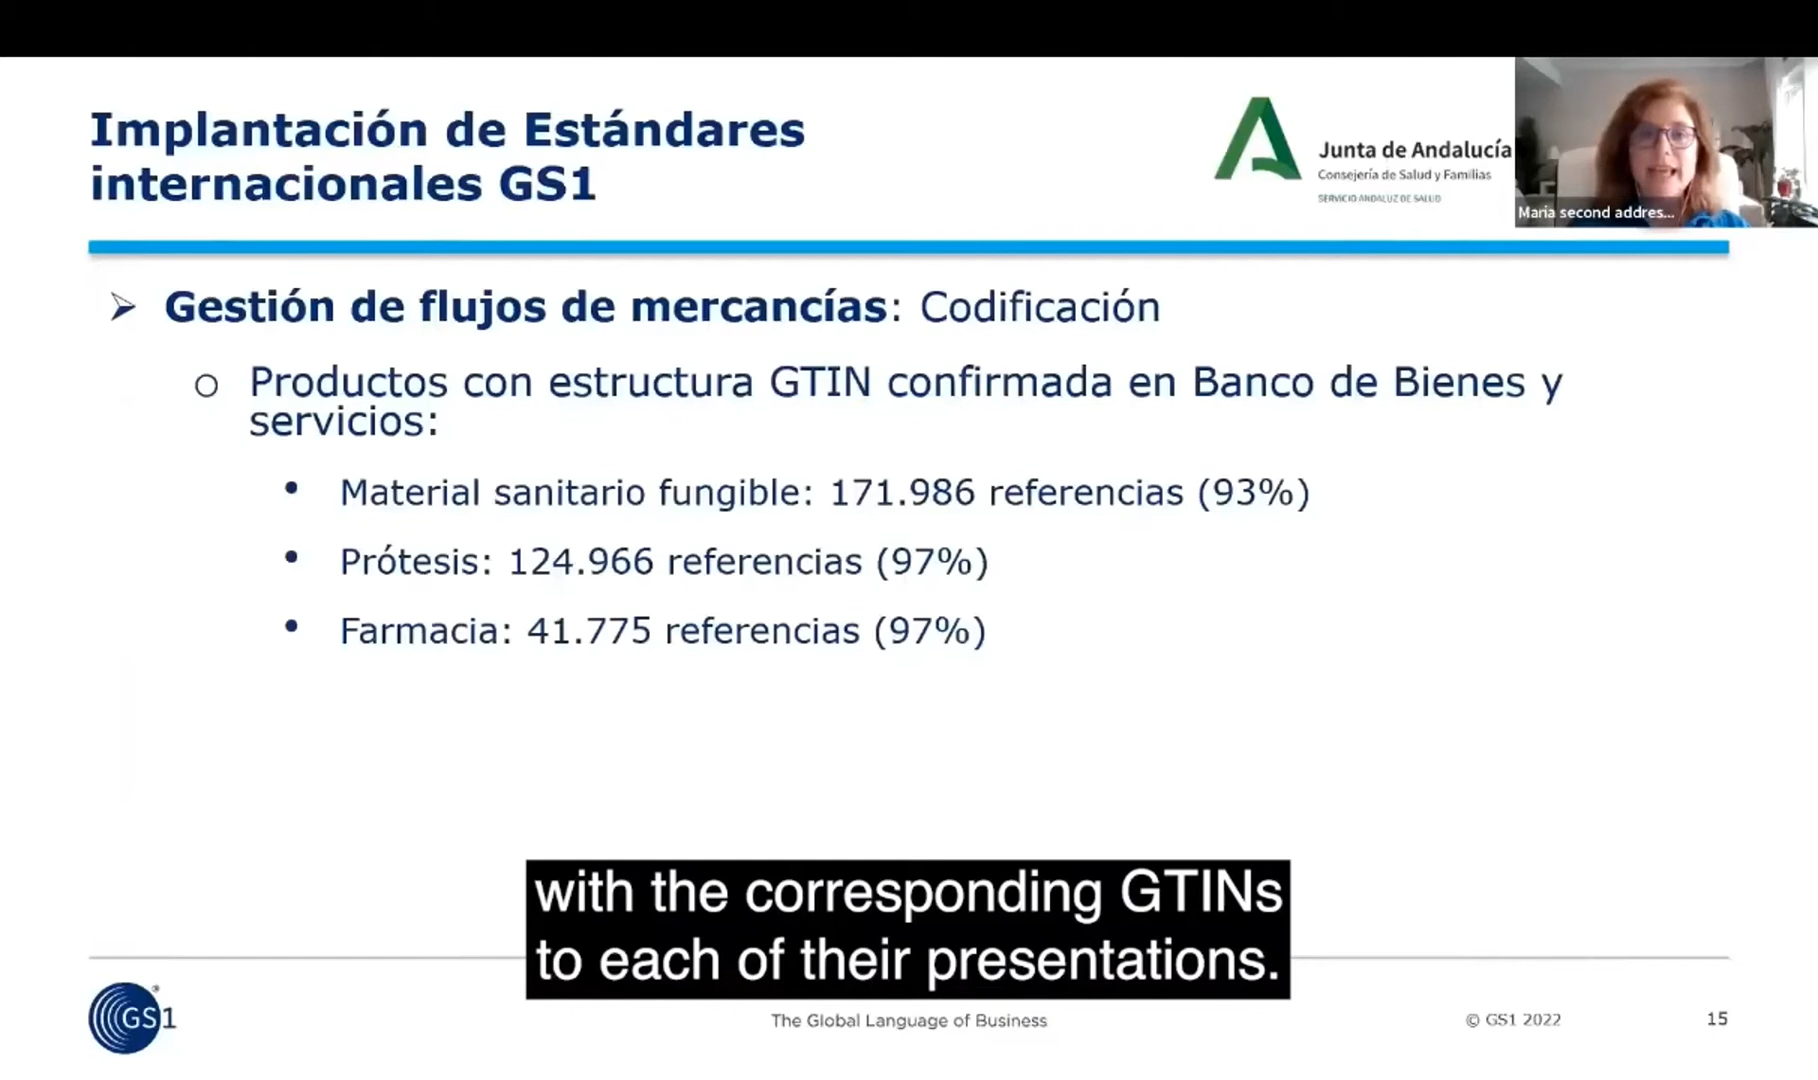 Implantación de Estándares
internacionales GS1
Junta de Andalucía
Consejería de Salud y Familias
SERVICIO ANDALUZ DE SALUD
Maria second addres...
➢ Gestión de flujos de mercancías: Codificación
o Productos con estructura GTIN confirmada en Banco de Bienes y
servicios:
• Material sanitario fungible: 171.986 referencias (93%)
• Prótesis: 124.966 referencias (97%)
• Farmacia: 41.775 referencias (97%)
with the corresponding GTINs
to each of their presentations.
GS1®
The Global Language of Business
© GS1 2022
15